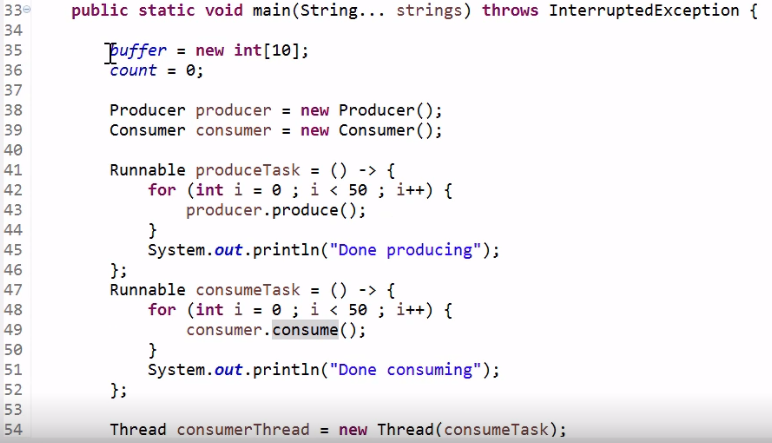 33 public static void main(String... strings) throws InterruptedException {
34
35 buffer = new int[10];
36 count = 0;
37
38 Producer producer = new Producer();
39 Consumer consumer = new Consumer();
40
41 Runnable produceTask = () -> {
42 for (int i = 0 ; i < 50 ; i++) {
43 producer.produce();
44 }
45 System.out.println("Done producing");
46 };
47 Runnable consumeTask = () -> {
48 for (int i = 0 ; i < 50 ; i++) {
49 consumer.consume();
50 }
51 System.out.println("Done consuming");
52 };
53
54 Thread consumerThread = new Thread(consumeTask);